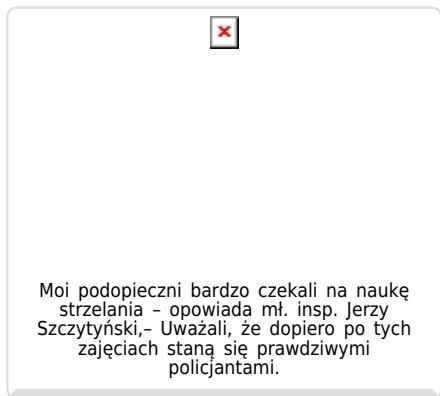 Moi podopieczni bardzo czekali na naukę
strzelania – opowiada mł. insp. Jerzy
Szczytyński,– Uważali, że dopiero po tych
zajęciach staną się prawdziwymi
policjantami.